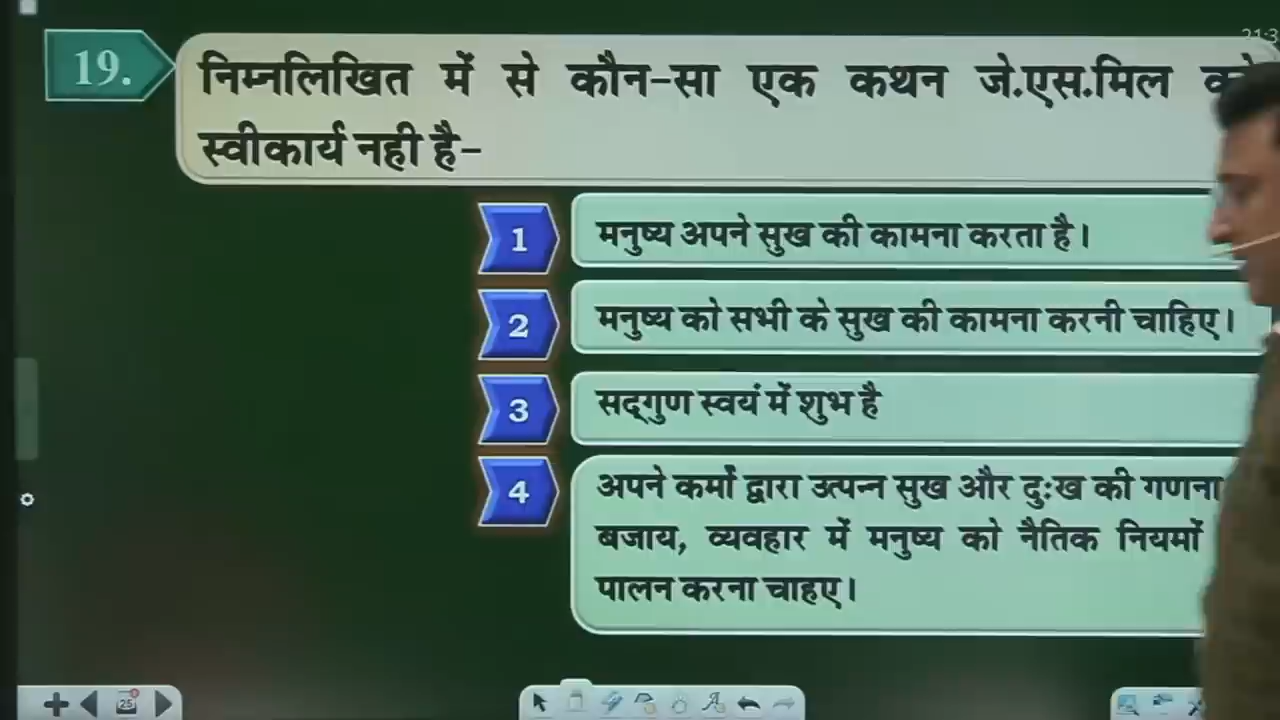 19.
निम्नलिखित में से कौन-सा एक कथन जे.एस.मिल
स्वीकार्य नही है-
1 मनुष्य अपने सुख की कामना करता है।
2 मनुष्य को सभी के सुख की कामना करनी चाहिए।
3 सद्‌गुण स्वयं में शुभ है
4 अपने कर्मों द्वारा उत्पन्न सुख और दुःख की गणना
बजाय, व्यवहार में मनुष्य को नैतिक नियमों
पालन करना चाहए।
25